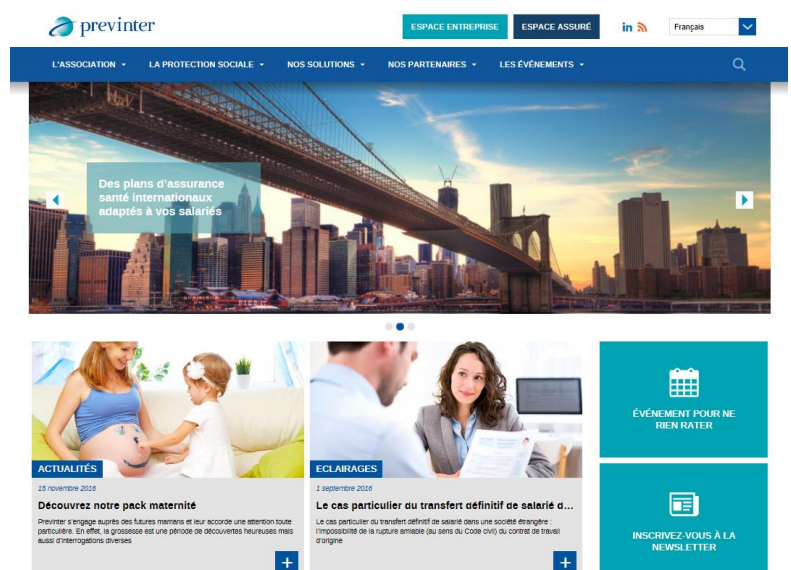 previnter
ESPACE ENTREPRISE
ESPACE ASSURÉ
in
Français
L'ASSOCIATION
LA PROTECTION SOCIALE
NOS SOLUTIONS
NOS PARTENAIRES
LES ÉVÉNEMENTS
Des plans d'assurance
santé internationaux
adaptés à vos salariés
ACTUALITÉS
15 novembre 2016
Découvrez notre pack maternité
Previnter s'engage auprès des futures mamans et leur accorde une attention toute
particulière. En effet, la grossesse est une période de découvertes heureuses mais
aussi d'interrogations diverses
+
ECLAIRAGES
1 septembre 2016
Le cas particulier du transfert définitif de salarié d...
Le cas particulier du transfert définitif de salarié dans une société étrangère :
l'impossibilité de la rupture amiable (au sens du Code civil) du contrat de travail
d'origine
+
ÉVÉNEMENT POUR NE
RIEN RATER
INSCRIVEZ-VOUS À LA
NEWSLETTER